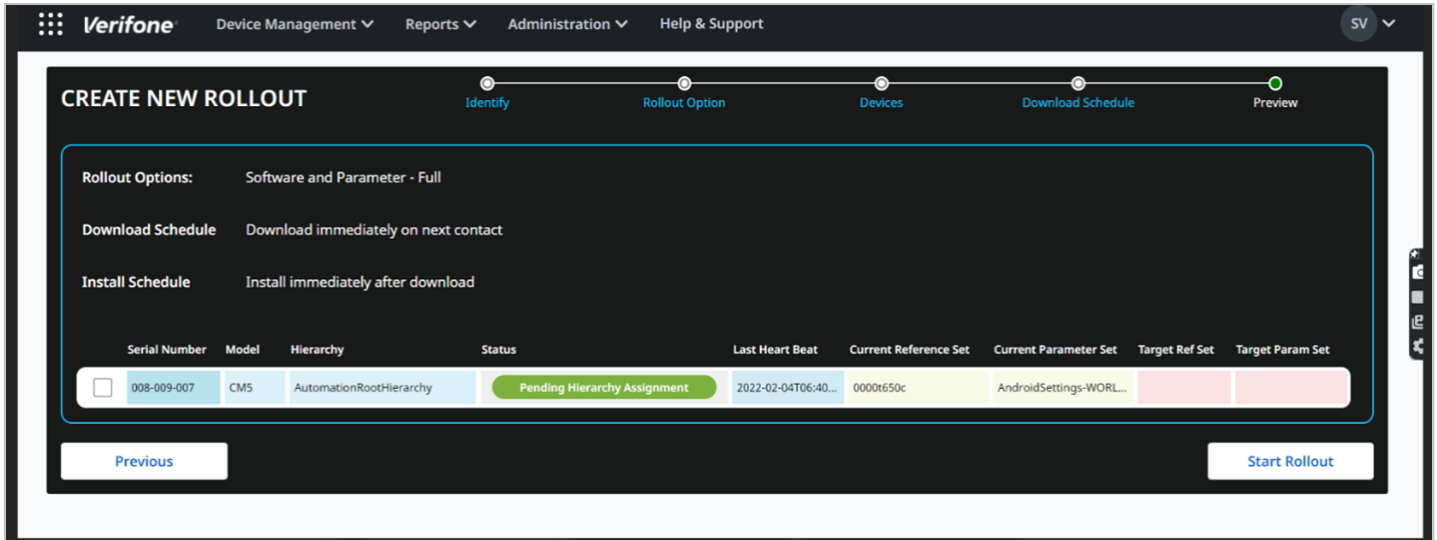 Verifone Device Management Reports Administration Help & Support SV
CREATE NEW ROLLOUT
Identify Rollout Option Devices Download Schedule Preview
Rollout Options: Software and Parameter - Full
Download Schedule Download immediately on next contact
Install Schedule Install immediately after download
Serial Number Model Hierarchy Status Last Heart Beat Current Reference Set Current Parameter Set Target Ref Set Target Param Set
008-009-007 CM5 AutomationRootHierarchy Pending Hierarchy Assignment 2022-02-04T06:40... 0000t650c AndroidSettings-WORL...
Previous Start Rollout